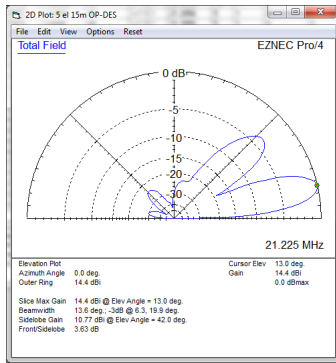 2D Plot: 5 el 15m OP-DES
File Edit View Options Reset
Total Field
EZNEC Pro/4
0 dB
-5
-10
-15
-20
-30
21.225 MHz
Elevation Plot
Azimuth Angle 0.0 deg.
Outer Ring 14.4 dBi
Cursor Elev 13.0 deg.
Gain 14.4 dBi
0.0 dBmax
Slice Max Gain 14.4 dBi @ Elev Angle = 13.0 deg.
Beamwidth 13.6 deg.; -3dB @ 6.3, 19.9 deg.
Sidelobe Gain 10.77 dBi @ Elev Angle = 42.0 deg.
Front/Sidelobe 3.63 dB